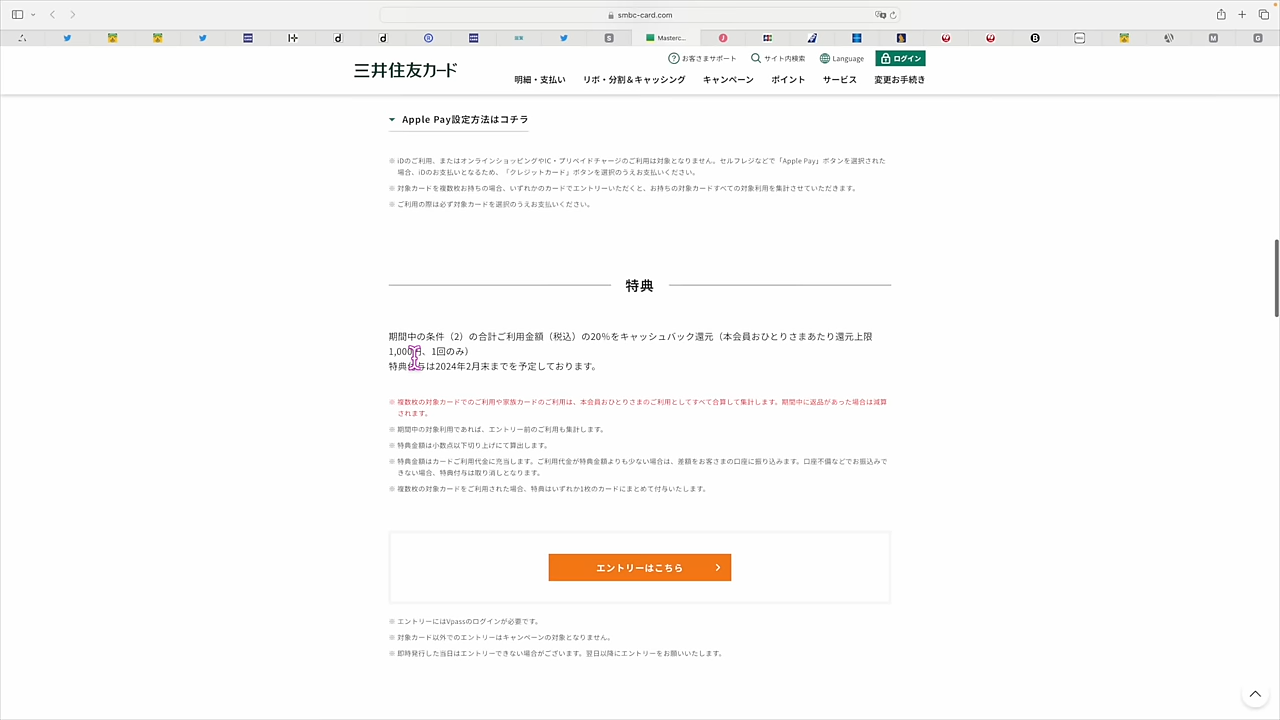 smbc-card.com
Masterc...
三井住友カード
お客さまサポート
サイト内検索
Language
ログイン
明細・支払い
リボ・分割&キャッシング
キャンペーン
ポイント
サービス
変更お手続き
Apple Pay設定方法はコチラ
※ iDのご利用、またはオンラインショッピングやIC・プリペイドチャージのご利用は対象となりません。セルフレジなどで「Apple Pay」ボタンを選択された
場合、iDのお支払いとなるため、「クレジットカード」ボタンを選択のうえお支払いください。
※ 対象カードを複数枚お持ちの場合、いずれかのカードでエントリーいただくと、お持ちの対象カードすべての対象利用を集計させていただきます。
※ ご利用の際は必ず対象カードを選択のうえお支払いください。
特典
期間中の条件（2）の合計ご利用金額（税込）の20%をキャッシュバック還元（本会員おひとりさまあたり還元上限
1,000円、1回のみ）
特典付与は2024年2月末までを予定しております。
※ 複数枚の対象カードでのご利用や家族カードのご利用は、本会員おひとりさまのご利用としてすべて合算して集計します。期間中に返品があった場合は減算
されます。
※ 期間中の対象利用であれば、エントリー前のご利用も集計します。
※ 特典金額は小数点以下切り上げにて算出します。
※ 特典金額はカードご利用代金に充当します。ご利用代金が特典金額よりも少ない場合は、差額をお客さまの口座に振り込みます。口座不備などでお振込みで
きない場合、特典付与は取り消しとなります。
※ 複数枚の対象カードをご利用された場合、特典はいずれか1枚のカードにまとめて付与いたします。
エントリーはこちら
※ エントリーにはVpassのログインが必要です。
※ 対象カード以外でのエントリーはキャンペーンの対象となりません。
※ 即時発行した当日はエントリーできない場合がございます。翌日以降にエントリーをお願いいたします。